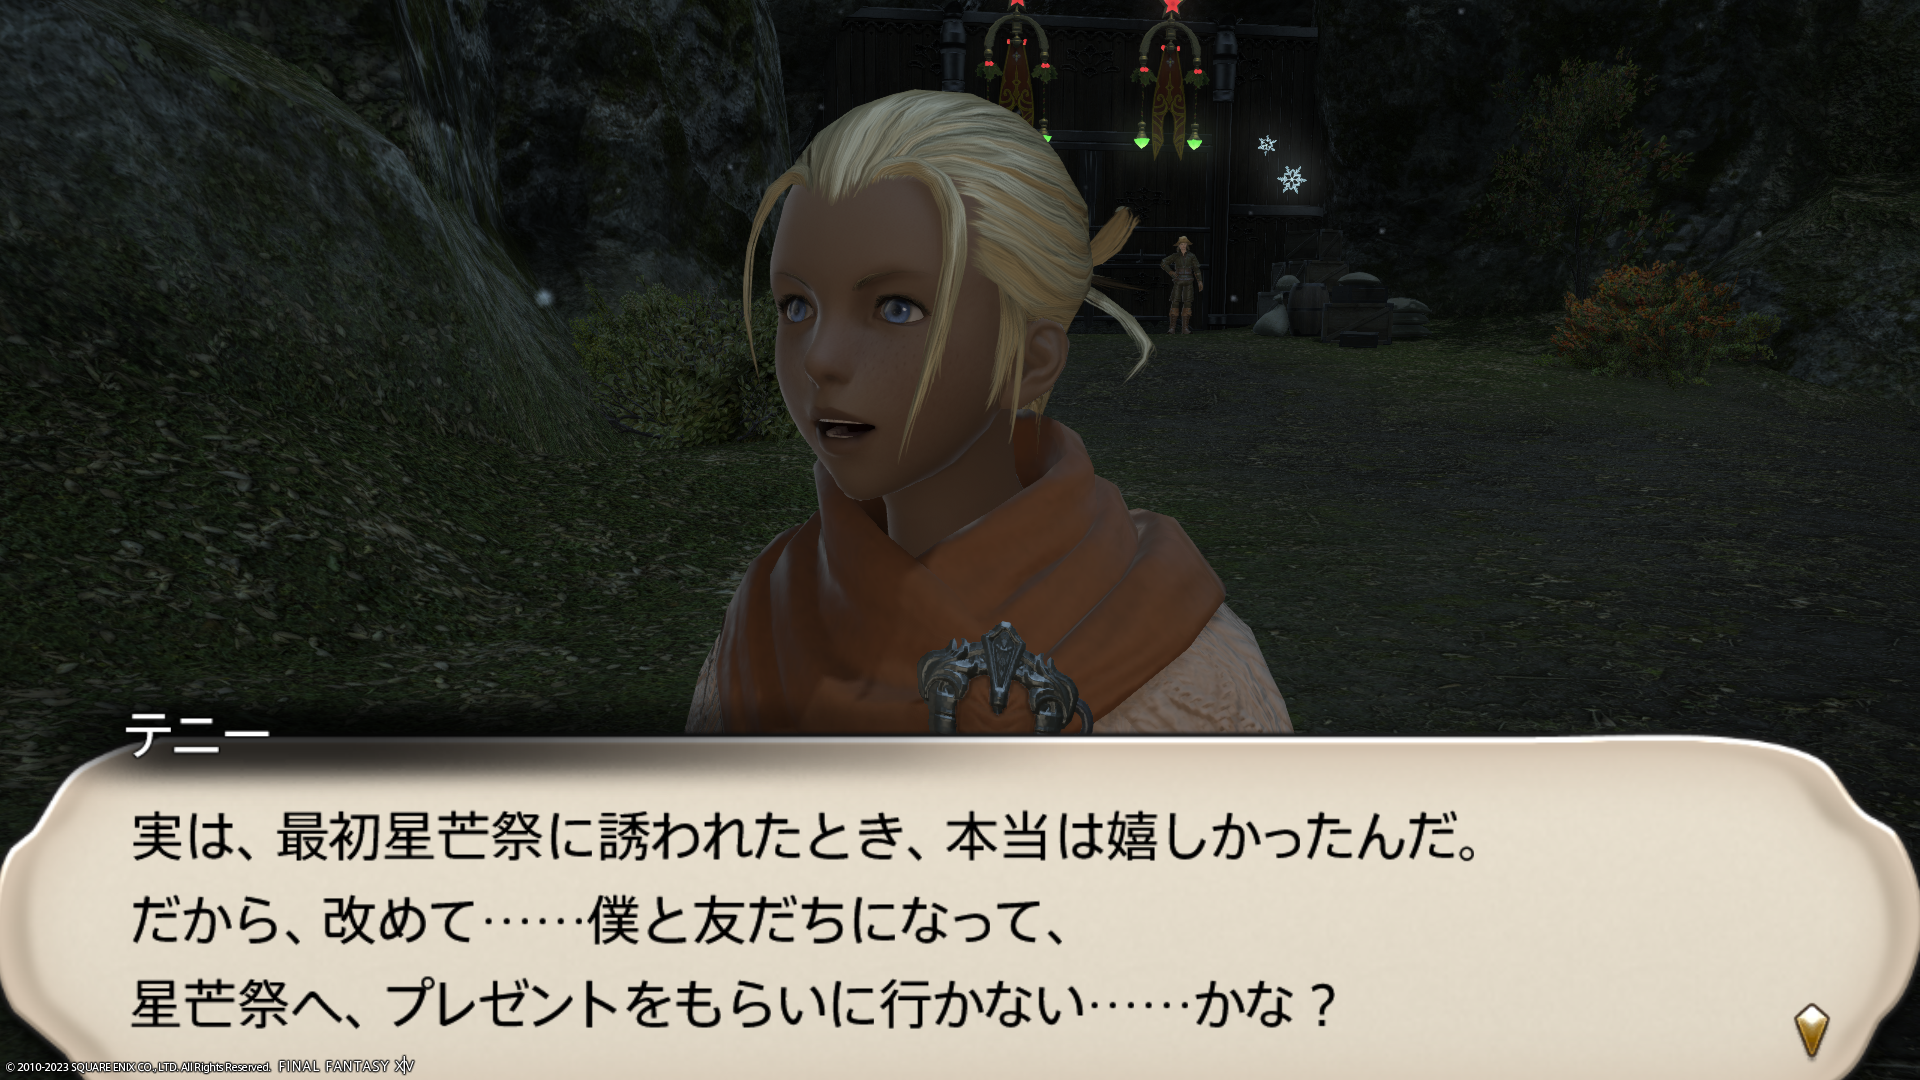 テニー
実は、最初星芒祭に誘われたとき、本当は嬉しかったんだ。
だから、改めて……僕と友だちになって、
星芒祭へ、プレゼントをもらいに行かない……かな？
© 2010-2023 SQUARE ENIX CO., LTD. All Rights Reserved. FINAL FANTASY XIV